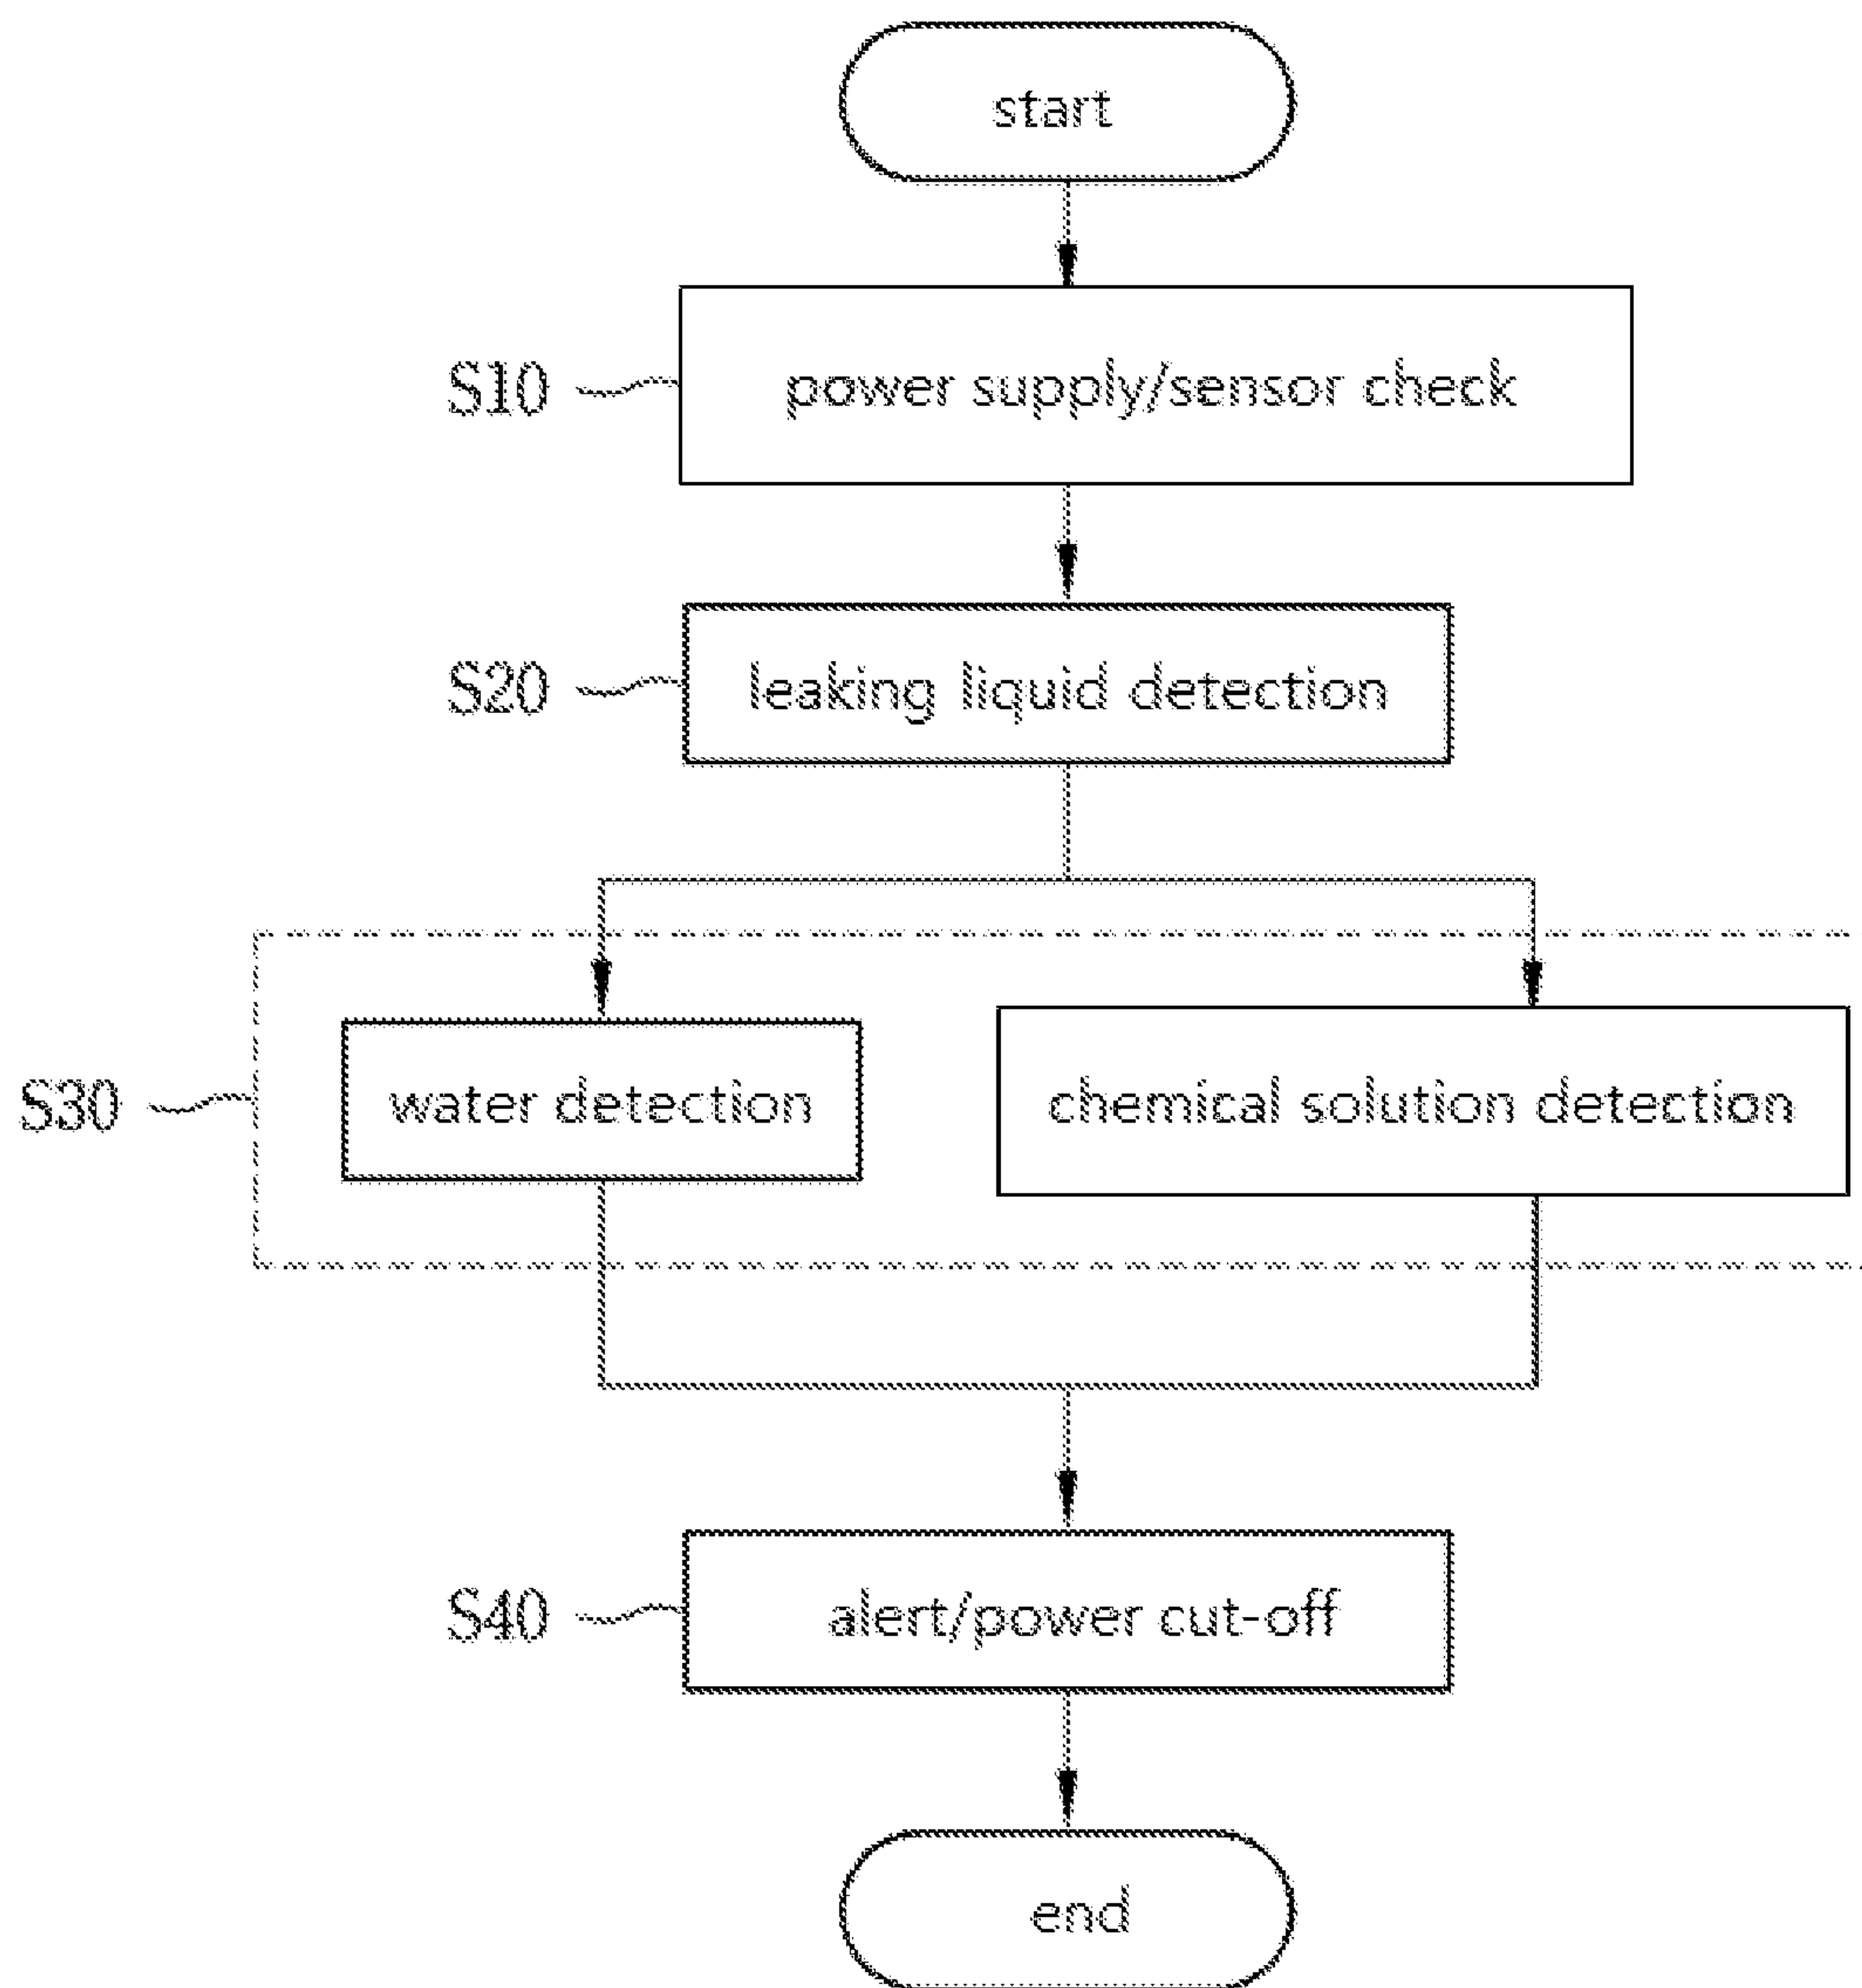 start
S10
power supply/sensor check
S20
leaking liquid detection
S30
water detection
chemical solution detection
S40
alert/power cut-off
end